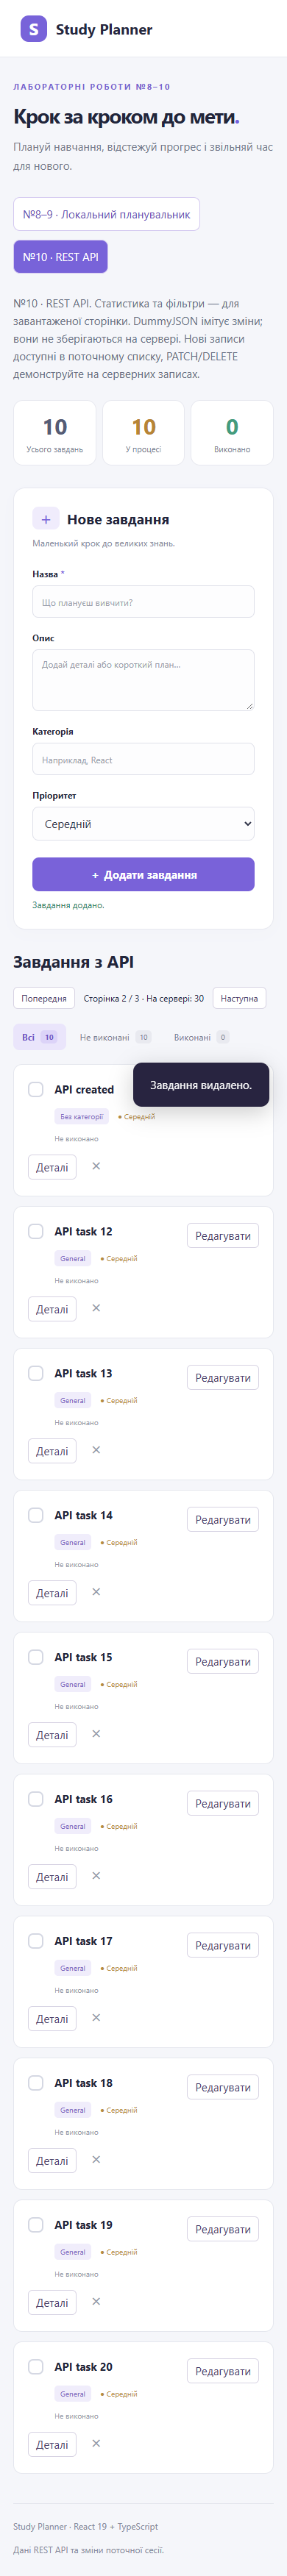 S Study Planner
ЛАБОРАТОРНІ РОБОТИ №8–10
Крок за кроком до мети.
Плануй навчання, відстежуй прогрес і звільняй час
для нового.
№8–9 · Локальний планувальник
№10 · REST API
№10 · REST API. Статистика та фільтри — для
завантаженої сторінки. DummyJSON імітує зміни;
вони не зберігаються на сервері. Нові записи
доступні в поточному списку, PATCH/DELETE
демонструйте на серверних записах.
10 10 0
Усього завдань У процесі Виконано
+ Нове завдання
Маленький крок до великих знань.
Назва *
Що плануєш вивчити?
Опис
Додай деталі або короткий план...
Категорія
Наприклад, React
Пріоритет
Середній
+ Додати завдання
Завдання додано.
Завдання з API
Попередня Сторінка 2 / 3 · На сервері: 30 Наступна
Всі 10 Не виконані 10 Виконані 0
Завдання видалено.
API created
Без категорії ● Середній
Не виконано
Деталі ×
API task 12 Редагувати
General ● Середній
Не виконано
Деталі ×
API task 13 Редагувати
General ● Середній
Не виконано
Деталі ×
API task 14 Редагувати
General ● Середній
Не виконано
Деталі ×
API task 15 Редагувати
General ● Середній
Не виконано
Деталі ×
API task 16 Редагувати
General ● Середній
Не виконано
Деталі ×
API task 17 Редагувати
General ● Середній
Не виконано
Деталі ×
API task 18 Редагувати
General ● Середній
Не виконано
Деталі ×
API task 19 Редагувати
General ● Середній
Не виконано
Деталі ×
API task 20 Редагувати
General ● Середній
Не виконано
Деталі ×
Study Planner · React 19 + TypeScript
Дані REST API та зміни поточної сесії.